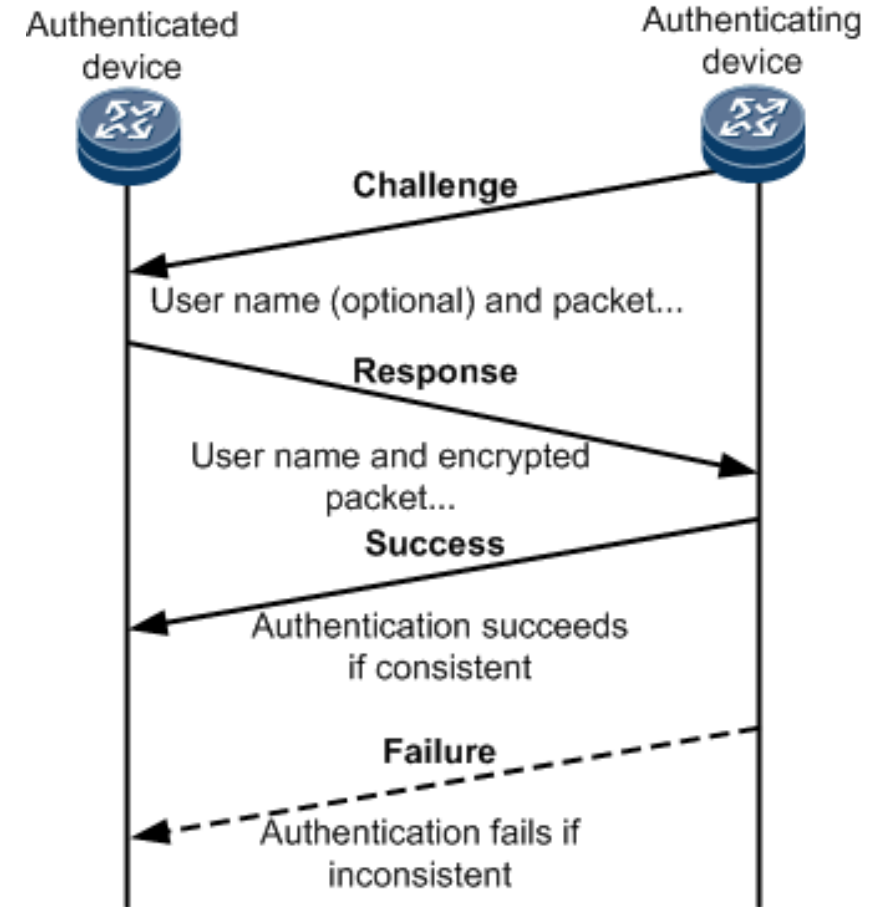 Authenticated
device
Authenticating
device
Challenge
User name (optional) and packet...
Response
User name and encrypted
packet...
Success
Authentication succeeds
if consistent
Failure
Authentication fails if
inconsistent